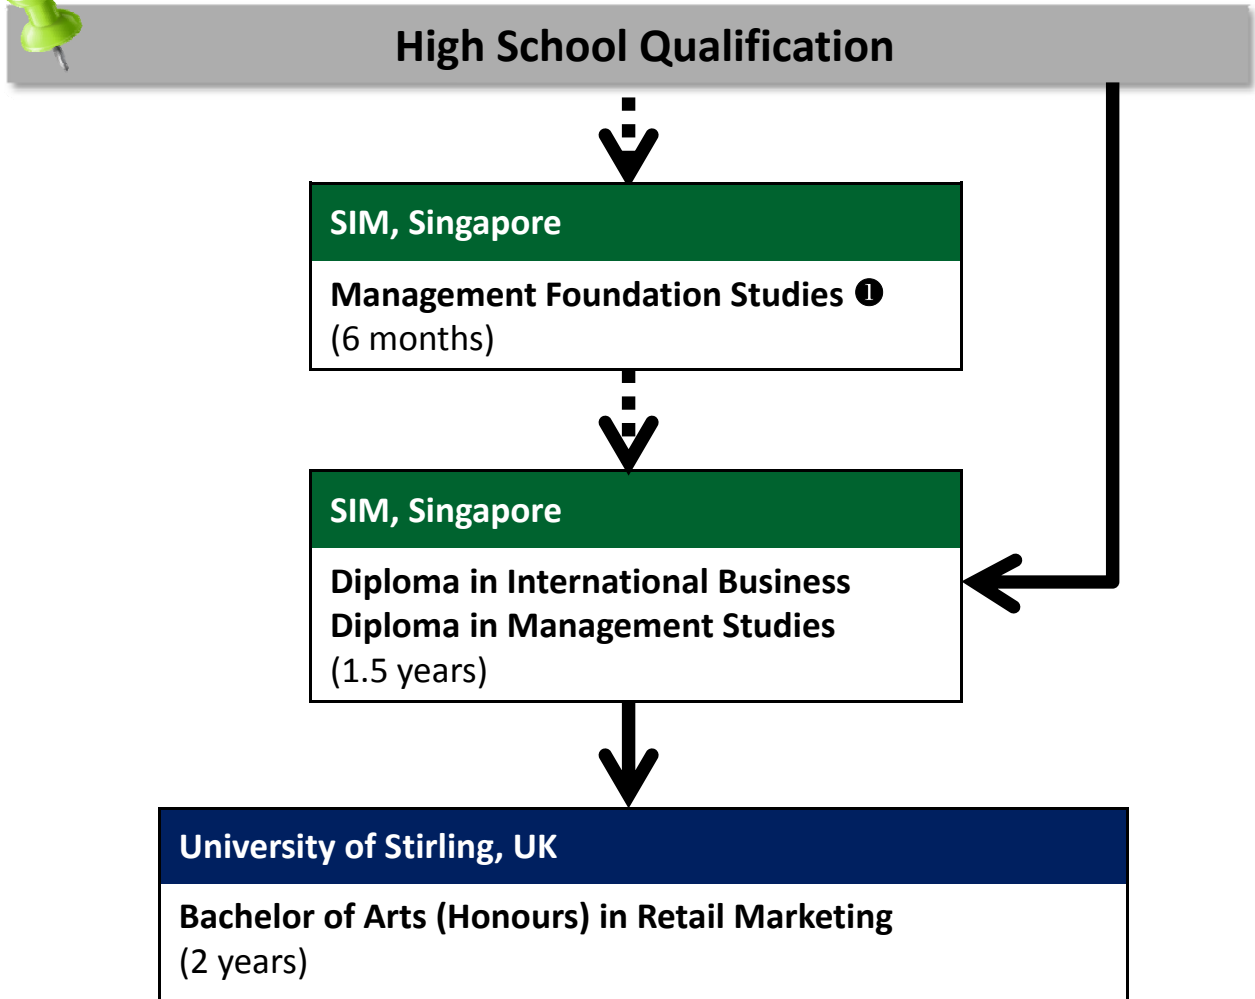 High School Qualification
SIM, Singapore
Management Foundation Studies ❶
(6 months)
SIM, Singapore
Diploma in International Business
Diploma in Management Studies
(1.5 years)
University of Stirling, UK
Bachelor of Arts (Honours) in Retail Marketing
(2 years)